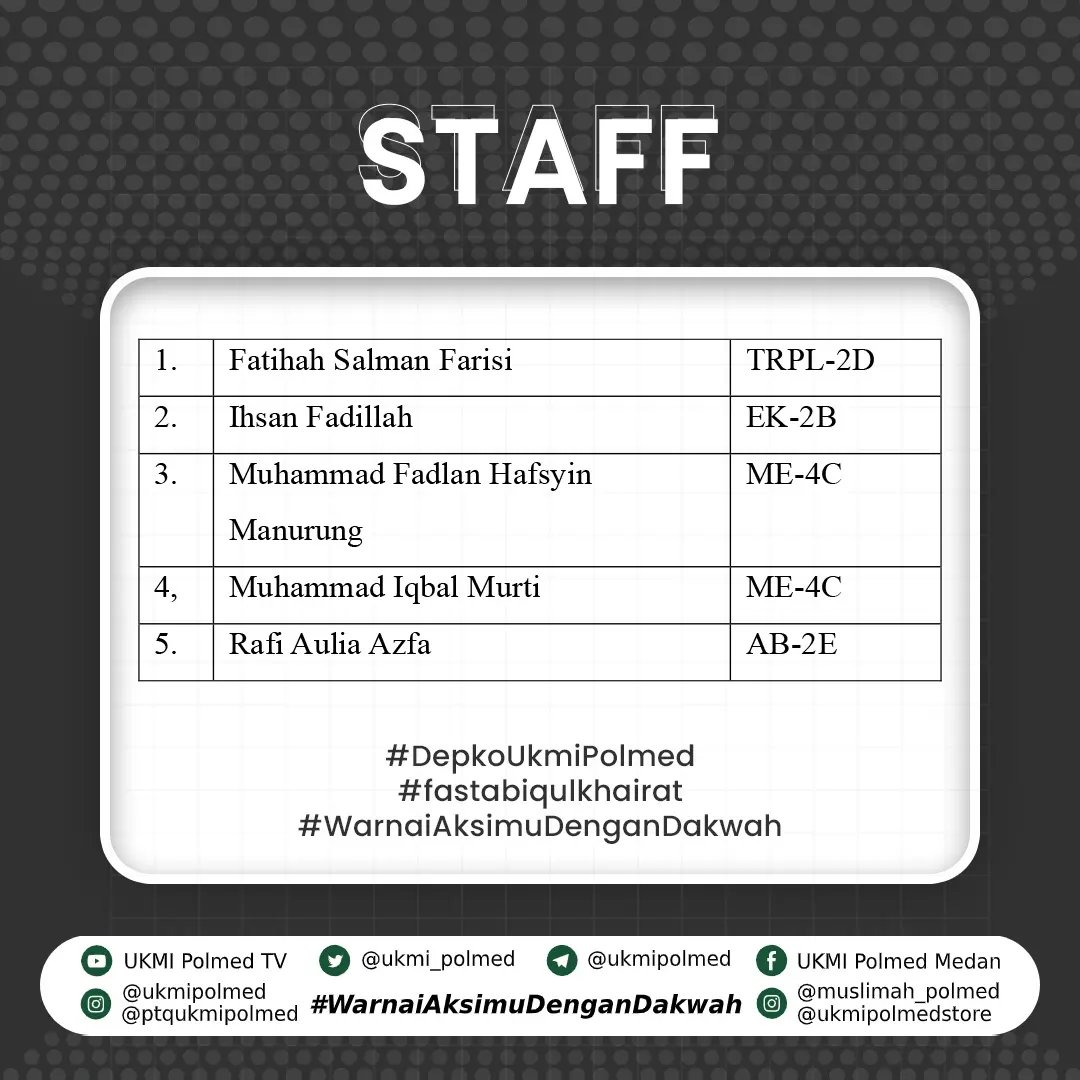 STAFF
1. Fatihah Salman Farisi TRPL-2D
2. Ihsan Fadillah EK-2B
3. Muhammad Fadlan Hafsyin ME-4C
Manurung
4, Muhammad Iqbal Murti ME-4C
5. Rafi Aulia Azfa AB-2E
#DepkoUkmiPolmed
#fastabiqulkhairat
#WarnaiAksimuDenganDakwah
UKMI Polmed TV @ukmi_polmed @ukmipolmed UKMI Polmed Medan
@ukmipolmed
@ptqukmipolmed
#WarnaiAksimuDenganDakwah
@muslimah_polmed
@ukmipolmedstore